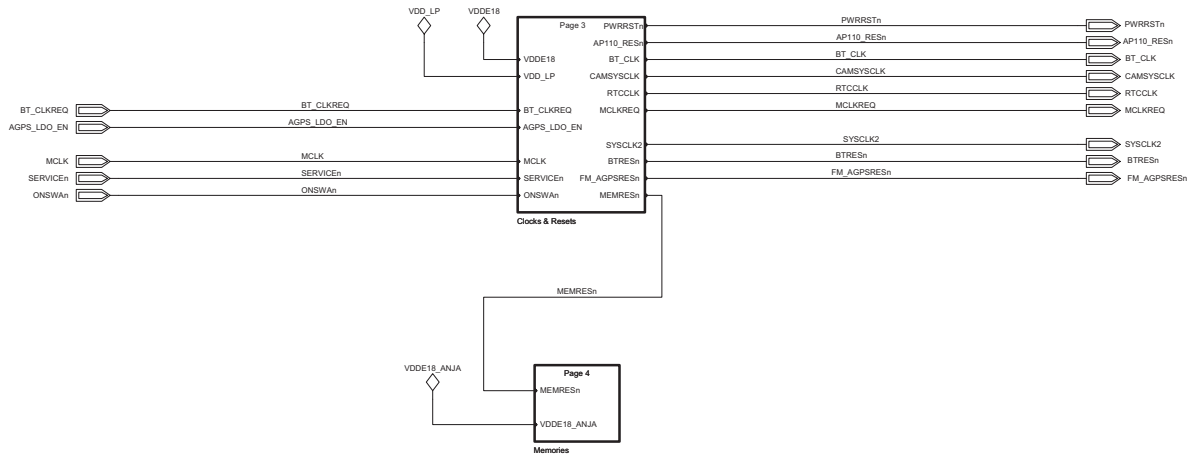 VDD_LP
VDDE18
Page 3
PWRRSTn
PWRRSTn
PWRRSTn
AP110_RESn
AP110_RESn
AP110_RESn
VDDE18
BT_CLK
BT_CLK
BT_CLK
VDD_LP
CAMSYSCLK
CAMSYSCLK
CAMSYSCLK
RTCCLK
RTCCLK
RTCCLK
BT_CLKREQ
BT_CLKREQ
BT_CLKREQ
MCLKREQ
MCLKREQ
MCLKREQ
AGPS_LDO_EN
AGPS_LDO_EN
AGPS_LDO_EN
SYSCLK2
SYSCLK2
SYSCLK2
MCLK
MCLK
MCLK
BTRESn
BTRESn
BTRESn
SERVICEn
SERVICEn
SERVICEn
FM_AGPSRESn
FM_AGPSRESn
FM_AGPSRESn
ONSWAn
ONSWAn
ONSWAn
MEMRESn
Clocks & Resets
MEMRESn
VDDE18_ANJA
Page 4
MEMRESn
VDDE18_ANJA
Memories